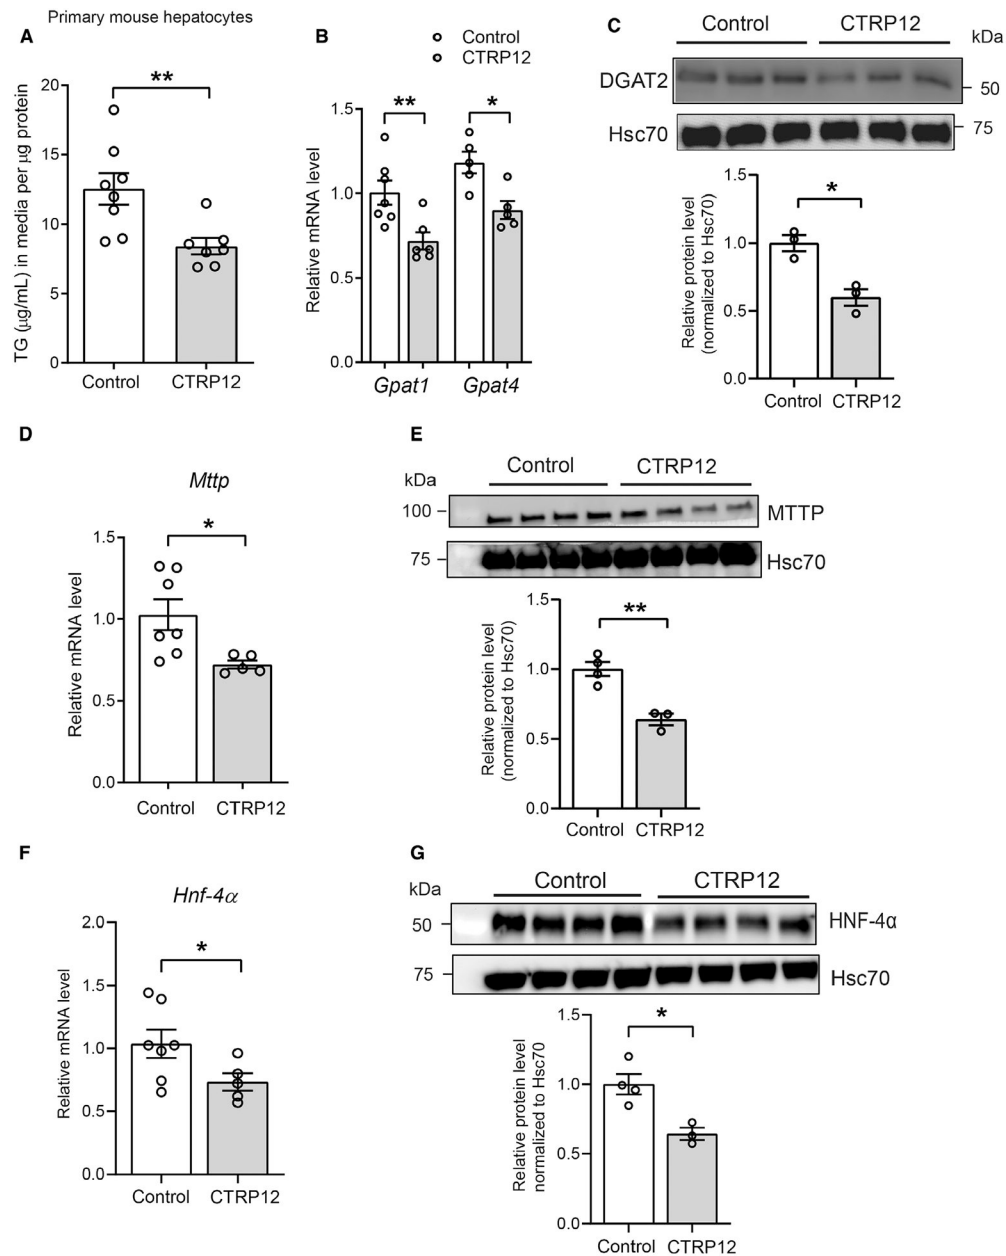 Primary mouse hepatocytes
A
**
TG (μg/mL) in media per μg protein
20
15
10
5
0
Control
CTRP12
B
Control
CTRP12
**
*
Relative mRNA level
1.5
1.0
0.5
0.0
Gpat1
Gpat4
C
Control
CTRP12
kDa
DGAT2
50
Hsc70
75
*
Relative protein level
(normalized to Hsc70)
1.5
1.0
0.5
0.0
Control
CTRP12
D
Mttp
*
Relative mRNA level
1.5
1.0
0.5
0.0
Control
CTRP12
E
Control
CTRP12
kDa
100
MTTP
75
Hsc70
**
Relative protein level
(normalized to Hsc70)
1.5
1.0
0.5
0.0
Control
CTRP12
F
Hnf-4α
*
Relative mRNA level
2.0
1.5
1.0
0.5
0.0
Control
CTRP12
G
Control
CTRP12
kDa
50
HNF-4α
75
Hsc70
*
Relative protein level
normalized to Hsc70
1.5
1.0
0.5
0.0
Control
CTRP12